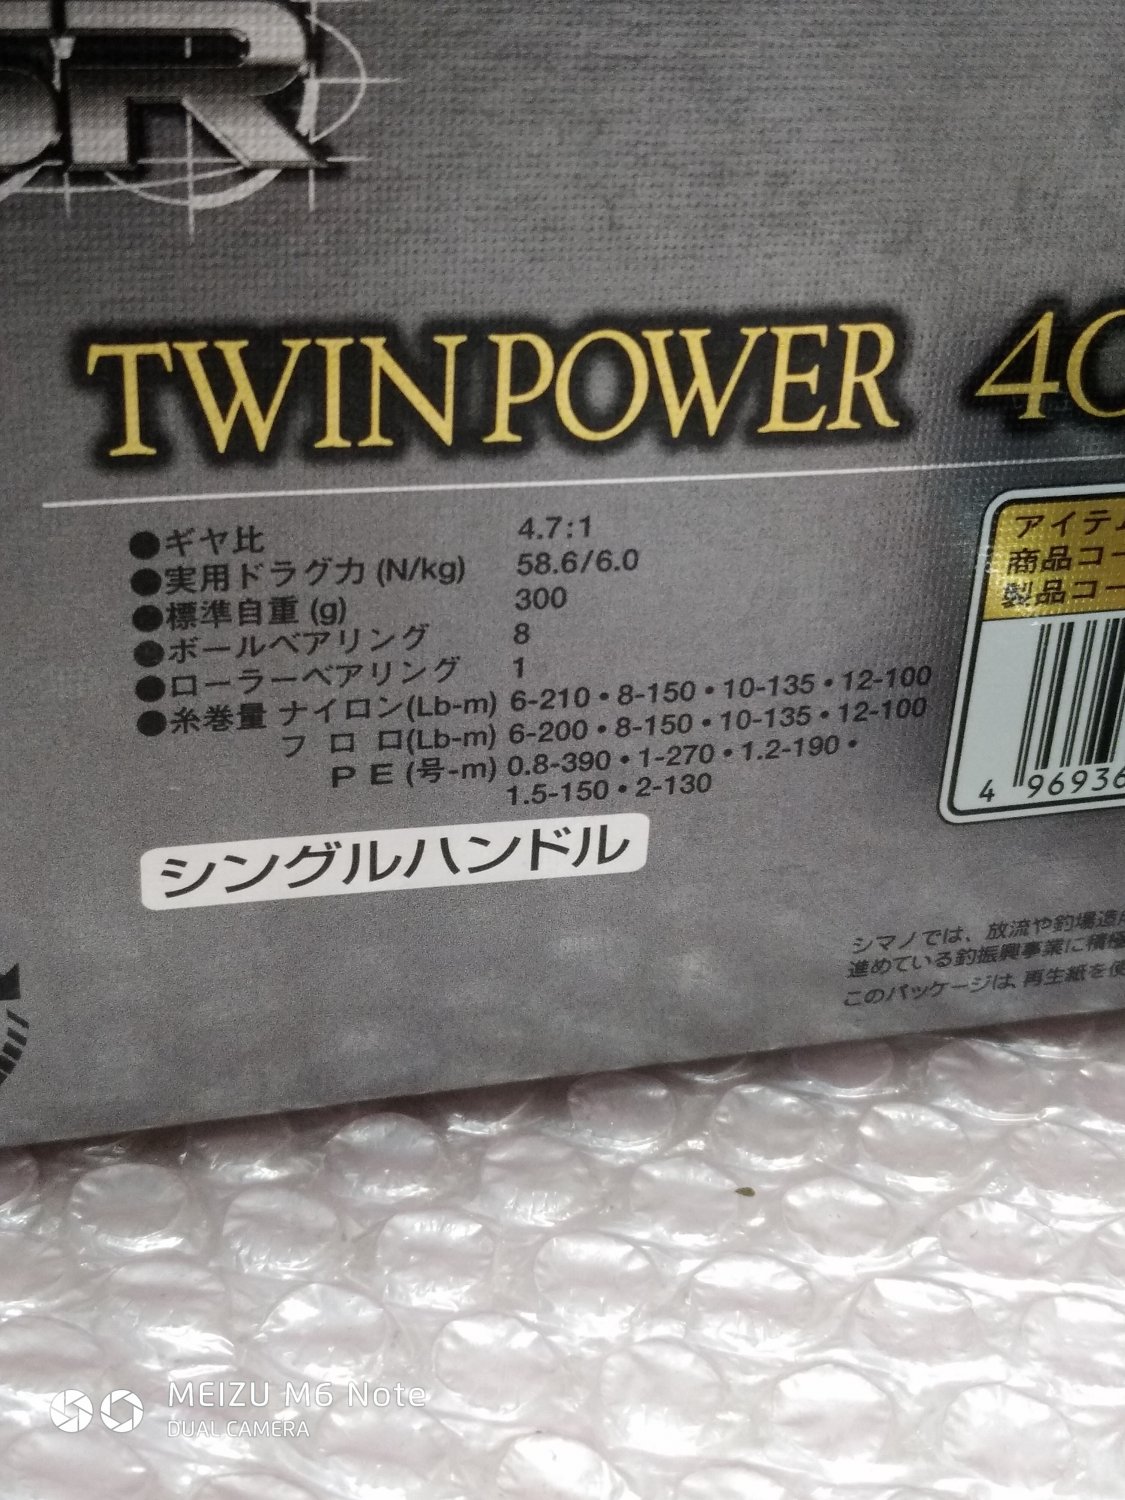 TWINPOWER 40
●ギヤ比 4.7:1
●実用ドラグ力 (N/kg) 58.6/6.0
●標準自重 (g) 300
●ボールベアリング 8
●ローラーベアリング 1
●糸巻量 ナイロン(Lb-m) 6-210・8-150・10-135・12-100
フロロ(Lb-m) 6-200・8-150・10-135・12-100
PE (号-m) 0.8-390・1-270・1.2-190・
1.5-150・2-130
シングルハンドル
アイテム
商品コー
製品コー
4 96936
シマノでは、放流や釣場造
進めている釣振興事業に積極
このパッケージは、再生紙を使
MEIZU M6 Note
DUAL CAMERA